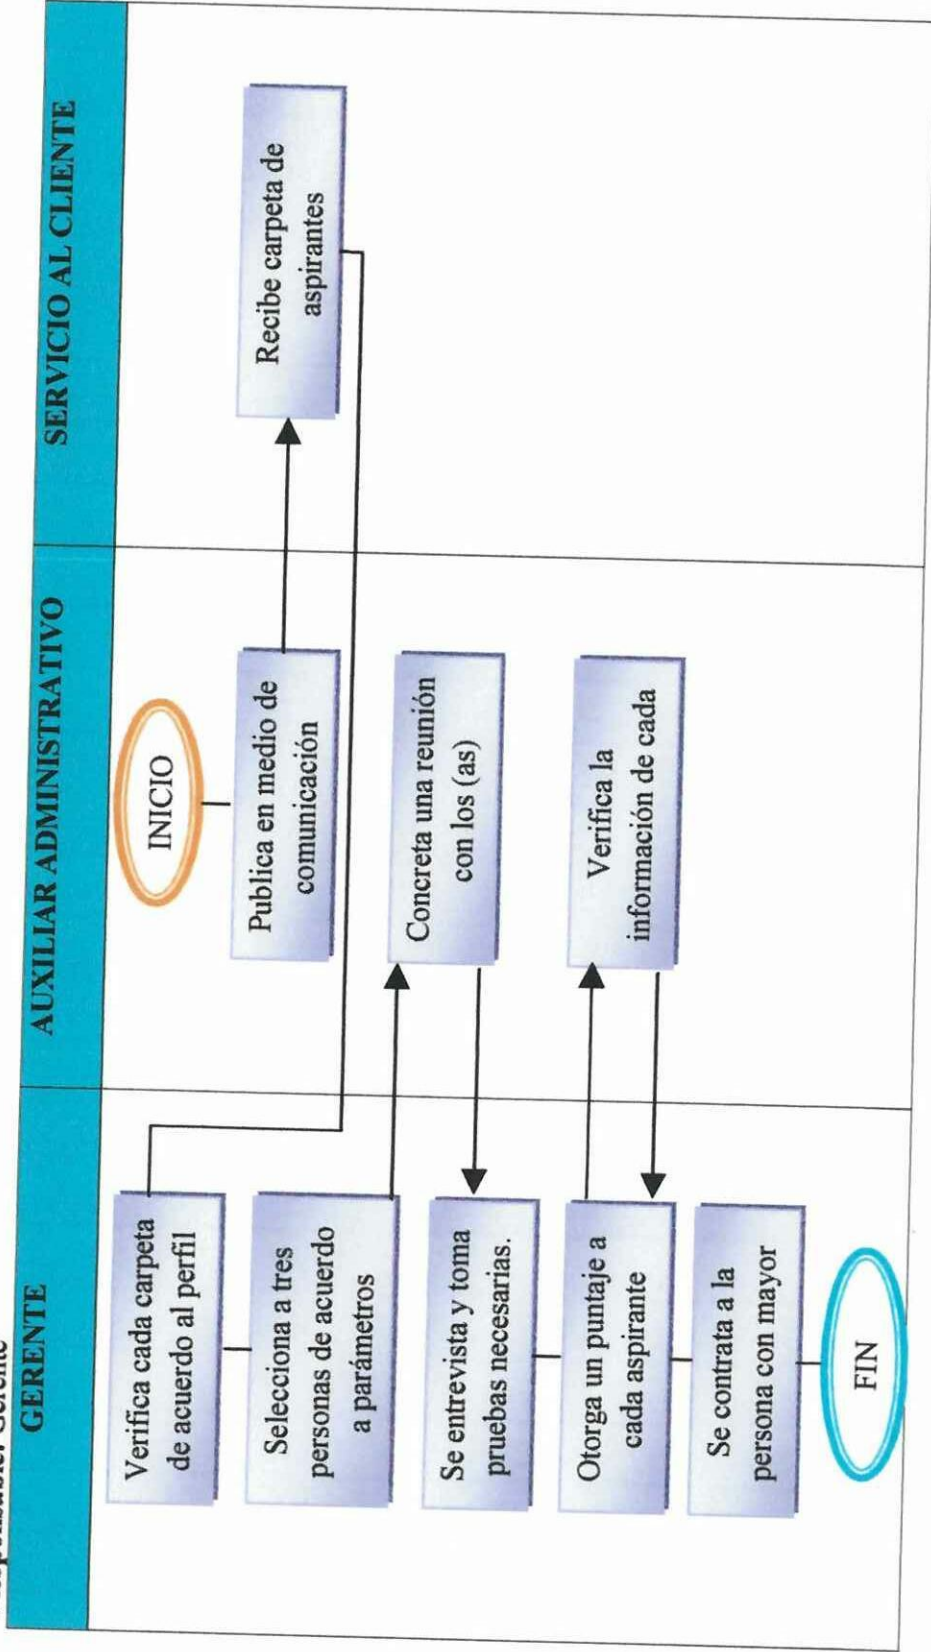 GERENTE
AUXILIAR ADMINISTRATIVO
SERVICIO AL CLIENTE
INICIO
Verifica cada carpeta
de acuerdo al perfil
Publica en medio de
comunicación
Recibe carpeta de
aspirantes
Selecciona a tres
personas de acuerdo
a parámetros
Concreta una reunión
con los (as)
Se entrevista y toma
pruebas necesarias.
Otorga un puntaje a
cada aspirante
Verifica la
información de cada
Se contrata a la
persona con mayor
FIN